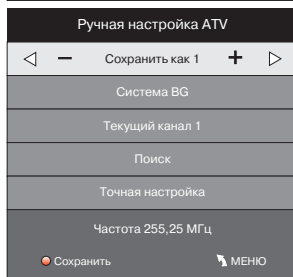 Ручная настройка ATV
Сохранить как 1
Система BG
Текущий канал 1
Поиск
Точная настройка
Частота 255,25 МГц
Сохранить МЕНЮ